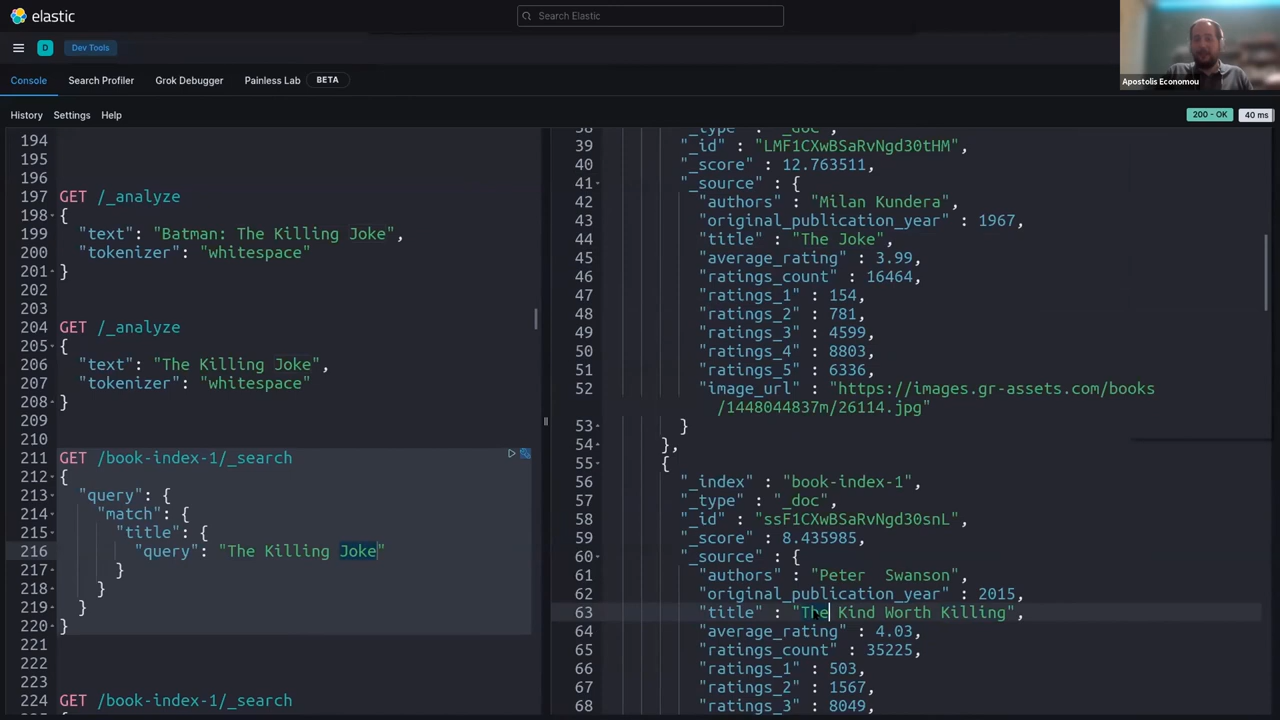 elastic
Search Elastic
D
Dev Tools
Apostolis Economou
Console
Search Profiler
Grok Debugger
Painless Lab
BETA
History
Settings
Help
200 - OK
40 ms
194
195
196
197 GET /_analyze
198 {
199 "text": "Batman: The Killing Joke",
200 "tokenizer": "whitespace"
201 }
202
203
204 GET /_analyze
205 {
206 "text": "The Killing Joke",
207 "tokenizer": "whitespace"
208 }
209
210
211 GET /book-index-1/_search
212 {
213 "query": {
214 "match": {
215 "title": {
216 "query": "The Killing Joke"
217 }
218 }
219 }
220 }
221
222
223
224 GET /book-index-1/_search
38 "_type" : "_doc",
39 "_id" : "LMF1CXwBSaRvNgd30tHM",
40 "_score" : 12.763511,
41 "_source" : {
42 "authors" : "Milan Kundera",
43 "original_publication_year" : 1967,
44 "title" : "The Joke",
45 "average_rating" : 3.99,
46 "ratings_count" : 16464,
47 "ratings_1" : 154,
48 "ratings_2" : 781,
49 "ratings_3" : 4599,
50 "ratings_4" : 8803,
51 "ratings_5" : 6336,
52 "image_url" : "https://images.gr-assets.com/books
/1448044837m/26114.jpg"
53 }
54 },
55 {
56 "_index" : "book-index-1",
57 "_type" : "_doc",
58 "_id" : "ssF1CXwBSaRvNgd30snL",
59 "_score" : 8.435985,
60 "_source" : {
61 "authors" : "Peter  Swanson",
62 "original_publication_year" : 2015,
63 "title" : "The Kind Worth Killing",
64 "average_rating" : 4.03,
65 "ratings_count" : 35225,
66 "ratings_1" : 503,
67 "ratings_2" : 1567,
68 "ratings_3" : 8049,